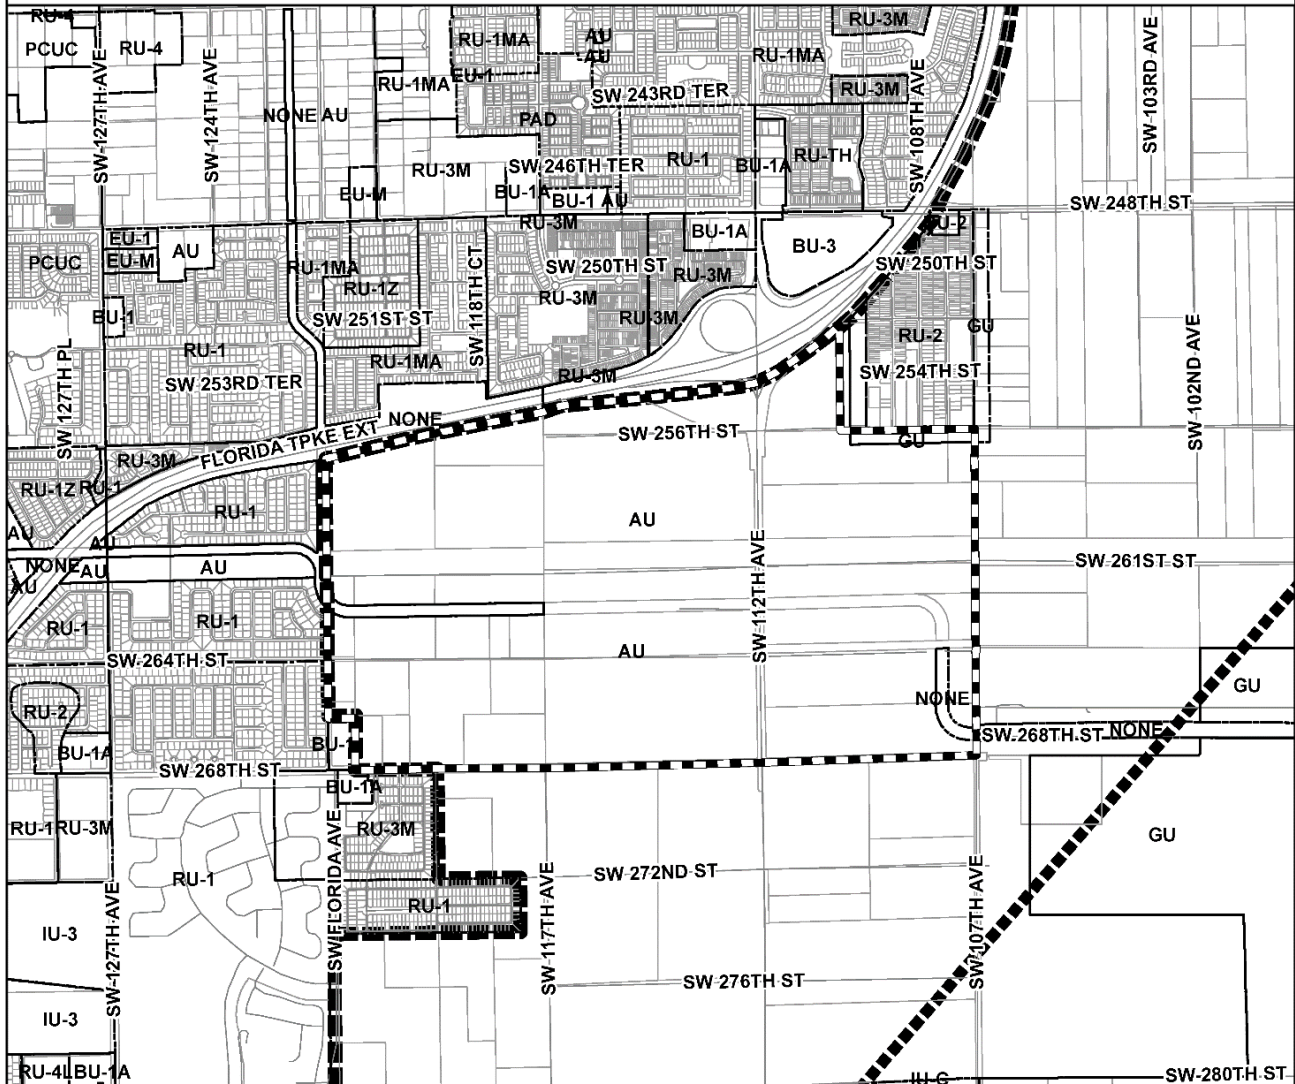 RU-4
PCUC
RU-4
SW 127TH AVE
SW 124TH AVE
NONE AU
RU-1MA
RU-1MA
EU-1
AU
AU
RU-1MA
RU-3M
SW 243RD TER
RU-3M
SW 108TH AVE
SW 103RD AVE
PAD
RU-3M
SW 246TH TER
RU-1
BU-1A
RU-TH
EU-M
BU-1A
BU-1 AU
SW 248TH ST
RU-3M
BU-1A
BU-3
RU-2
EU-1
EU-M
AU
PCUC
RU-1MA
SW 118TH CT
SW 250TH ST
RU-3M
SW 250TH ST
RU-1Z
RU-3M
BU-1
SW 251ST ST
RU-3M
GU
RU-2
SW 127TH PL
RU-1
RU-1MA
SW 102ND AVE
SW 253RD TER
RU-3M
SW 254TH ST
NONE
FLORIDA TPKE EXT
SW 256TH ST
GU
RU-3M
RU-1Z
RU-1
RU-1
AU
SW 112TH AVE
AU
AU
NONE
AU
AU
AU
SW 261ST ST
RU-1
RU-1
AU
SW 264TH ST
GU
NONE
RU-2
BU-1
BU-1A
SW 268TH ST
NONE
SW 268TH ST
BU-1A
RU-1
RU-3M
RU-3M
GU
SW FLORIDA AVE
RU-1
SW 272ND ST
RU-1
SW 127TH AVE
SW 117TH AVE
SW 107TH AVE
IU-3
SW 276TH ST
IU-3
RU-4L
BU-1A
IU-C
SW-280TH ST